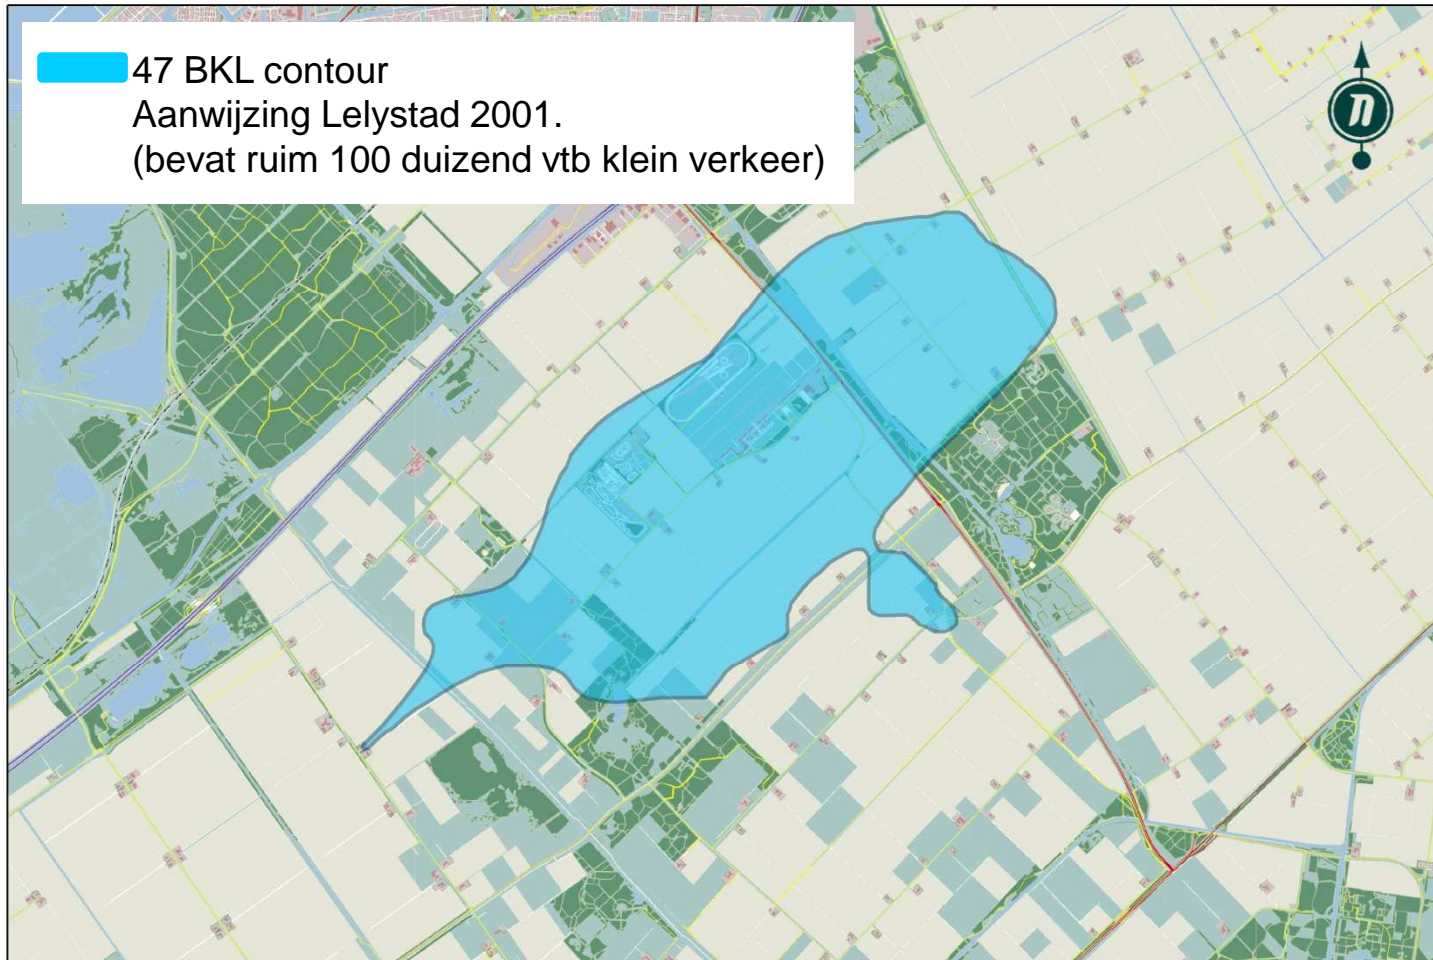 47 BKL contour
Aanwijzing Lelystad 2001.
(bevat ruim 100 duizend vtb klein verkeer)
n